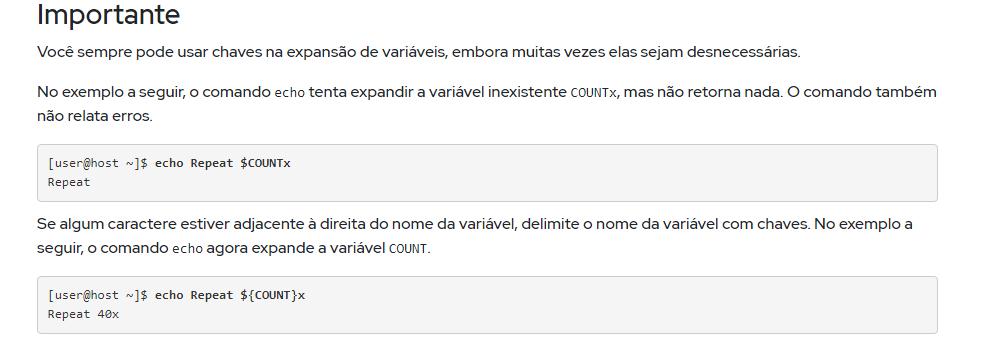 Importante
Você sempre pode usar chaves na expansão de variáveis, embora muitas vezes elas sejam desnecessárias.
No exemplo a seguir, o comando echo tenta expandir a variável inexistente COUNTx, mas não retorna nada. O comando também
não relata erros.
[user@host ~]$ echo Repeat $COUNTx
Repeat
Se algum caractere estiver adjacente à direita do nome da variável, delimite o nome da variável com chaves. No exemplo a
seguir, o comando echo agora expande a variável COUNT.
[user@host ~]$ echo Repeat ${COUNT}x
Repeat 40x